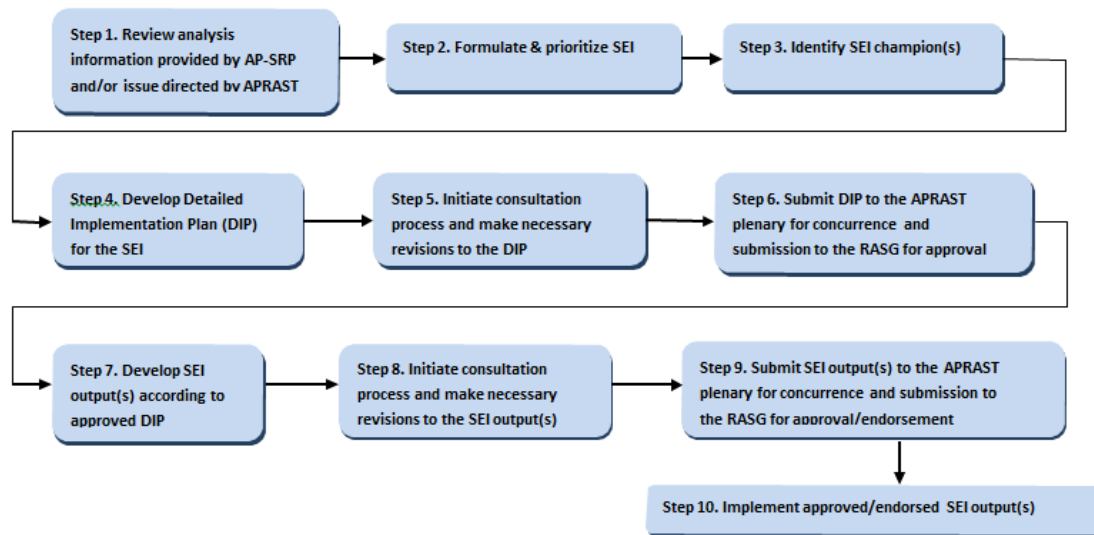 Step 1. Review analysis
information provided by AP-SRP
and/or issue directed by APRAST
Step 2. Formulate & prioritize SEI
Step 3. Identify SEI champion(s)
Step 4. Develop Detailed
Implementation Plan (DIP)
for the SEI
Step 5. Initiate consultation
process and make necessary
revisions to the DIP
Step 6. Submit DIP to the APRAST
plenary for concurrence and
submission to the RASG for approval
Step 7. Develop SEI
output(s) according to
approved DIP
Step 8. Initiate consultation
process and make necessary
revisions to the SEI output(s)
Step 9. Submit SEI output(s) to the APRAST
plenary for concurrence and submission to
the RASG for approval/endorsement
Step 10. Implement approved/endorsed SEI output(s)